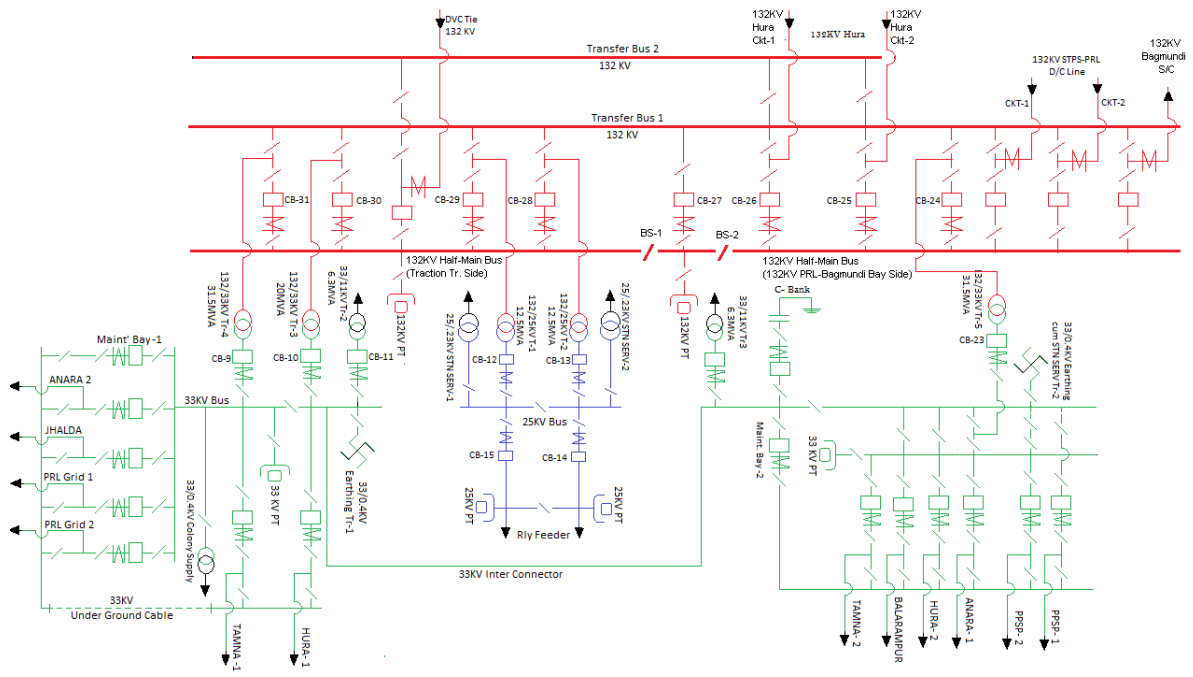 DVC Tie
132 KV
132KV
Hura
Ckt-1
132KV Hura
132KV
Hura
Ckt-2
132KV STPS-PRL
D/C Line
132KV
Bagmundi
S/C
Transfer Bus 2
132 KV
CKT-1
CKT-2
Transfer Bus 1
132 KV
CB-31
CB-30
CB-29
CB-28
CB-27
CB-26
CB-25
CB-24
BS-1
BS-2
132KV Half-Main Bus
(Traction Tr. Side)
132KV Half-Main Bus
(132KV PRL-Bagmundi Bay Side)
C- Bank
132/33KV Tr-4
31.5MVA
132/33KV Tr-3
20MVA
33/11KV Tr-2
6.3MVA
132KV PT
25/.23KV STN SERV-1
132/25KV T-1
12.5MVA
132/25KV T-2
12.5MVA
25/.23KV STN SERV-2
132KV PT
33/11KV Tr3
6.3MVA
132/33KV Tr-5
31.5MVA
CB-23
33/0.4KV Earthing
cum STN SERV Tr-2
Maint' Bay-1
CB-9
CB-10
CB-11
CB-12
CB-13
ANARA 2
33KV Bus
25KV Bus
JHALDA
CB-15
CB-14
Maint. Bay -2
33 KV PT
PRL Grid 1
33/0.4KV Colony
Supply
33 KV PT
33/0.4KV
Earthing Tr-1
25KV PT
25KV PT
PRL Grid 2
Rly Feeder
33KV Inter Connector
33KV
Under Ground Cable
TAMNA -1
HURA- 1
TAMNA- 2
BALARAMPUR
HURA- 2
ANARA- 1
PPSP- 2
PPSP- 1